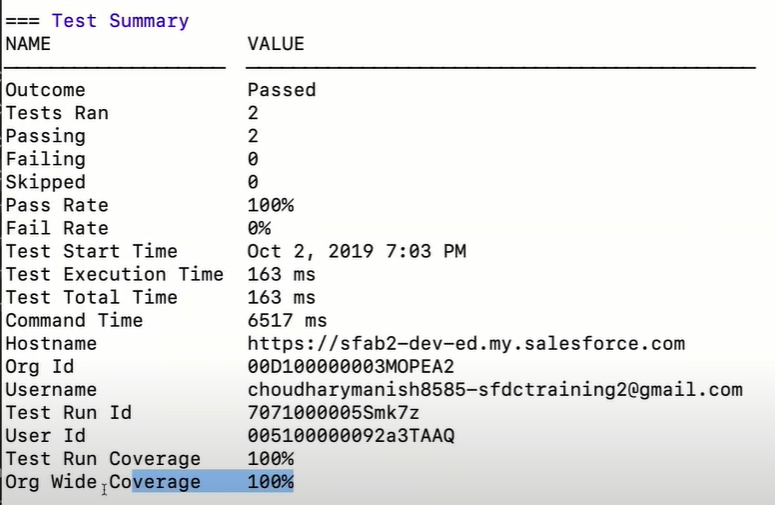 === Test Summary
NAME VALUE
Outcome Passed
Tests Ran 2
Passing 2
Failing 0
Skipped 0
Pass Rate 100%
Fail Rate 0%
Test Start Time Oct 2, 2019 7:03 PM
Test Execution Time 163 ms
Test Total Time 163 ms
Command Time 6517 ms
Hostname https://sfab2-dev-ed.my.salesforce.com
Org Id 00D100000003MOPEA2
Username choudharymanish8585-sfdctraining2@gmail.com
Test Run Id 7071000005Smk7z
User Id 005100000092a3TAAQ
Test Run Coverage 100%
Org Wide Coverage 100%